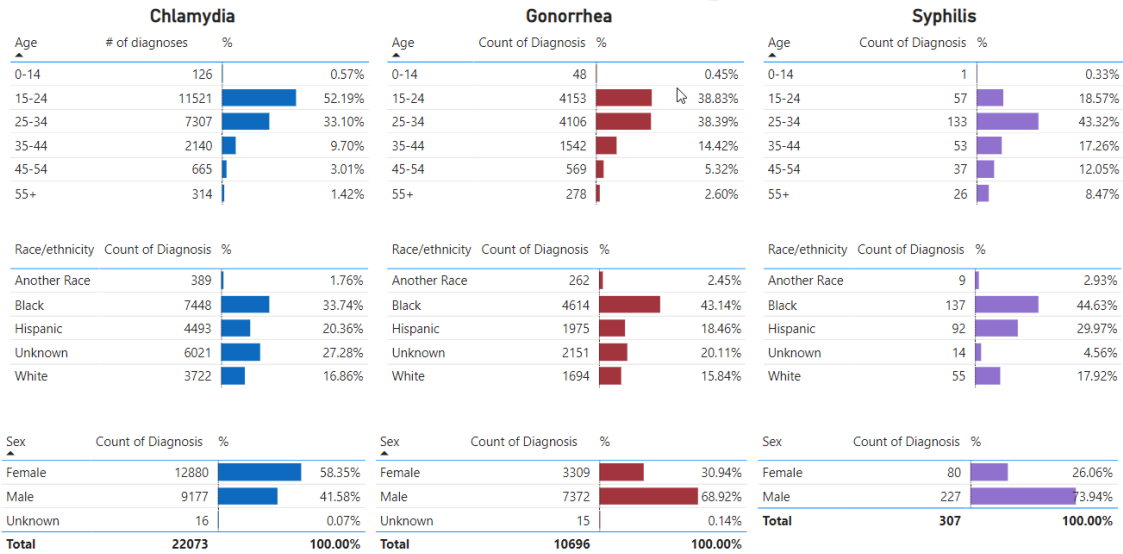 Chlamydia Gonorrhea Syphilis
Age # of diagnoses % Age Count of Diagnosis % Age Count of Diagnosis %
0-14 126 0.57% 0-14 48 0.45% 0-14 1 0.33%
15-24 11521 52.19% 15-24 4153 38.83% 15-24 57 18.57%
25-34 7307 33.10% 25-34 4106 38.39% 25-34 133 43.32%
35-44 2140 9.70% 35-44 1542 14.42% 35-44 53 17.26%
45-54 665 3.01% 45-54 569 5.32% 45-54 37 12.05%
55+ 314 1.42% 55+ 278 2.60% 55+ 26 8.47%
Race/ethnicity Count of Diagnosis % Race/ethnicity Count of Diagnosis % Race/ethnicity Count of Diagnosis %
Another Race 389 1.76% Another Race 262 2.45% Another Race 9 2.93%
Black 7448 33.74% Black 4614 43.14% Black 137 44.63%
Hispanic 4493 20.36% Hispanic 1975 18.46% Hispanic 92 29.97%
Unknown 6021 27.28% Unknown 2151 20.11% Unknown 14 4.56%
White 3722 16.86% White 1694 15.84% White 55 17.92%
Sex Count of Diagnosis % Sex Count of Diagnosis % Sex Count of Diagnosis %
Female 12880 58.35% Female 3309 30.94% Female 80 26.06%
Male 9177 41.58% Male 7372 68.92% Male 227 73.94%
Unknown 16 0.07% Unknown 15 0.14% Total 307 100.00%
Total 22073 100.00% Total 10696 100.00%